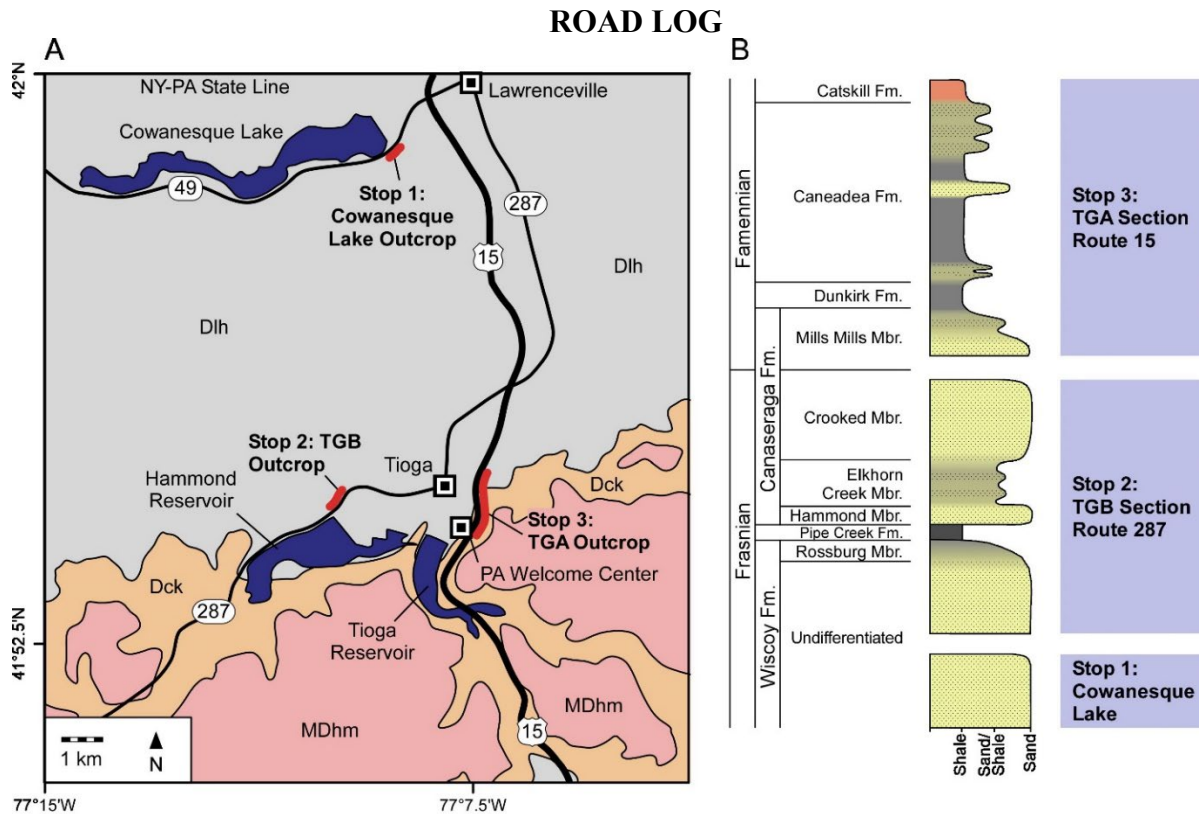 ROAD LOG
A
42°N
NY-PA State Line
Lawrenceville
Cowanesque Lake
49
Stop 1:
Cowanesque
Lake Outcrop
287
15
Dlh
Dlh
Stop 2: TGB
Outcrop
Tioga
Hammond
Reservoir
Dck
Stop 3:
TGA Outcrop
PA Welcome Center
Dck
287
Tioga
Reservoir
41°52.5'N
MDhm
MDhm
15
1 km
N
77°15'W
77°7.5'W
B
Catskill Fm.
Famennian
Caneadea Fm.
Dunkirk Fm.
Mills Mills Mbr.
Canaseraga Fm.
Crooked Mbr.
Elkhorn
Creek Mbr.
Hammond Mbr.
Frasnian
Pipe Creek Fm.
Rossburg Mbr.
Wiscoy Fm.
Undifferentiated
Stop 3:
TGA Section
Route 15
Stop 2:
TGB Section
Route 287
Stop 1:
Cowanesque
Lake
Shale
Sand/
Shale
Sand